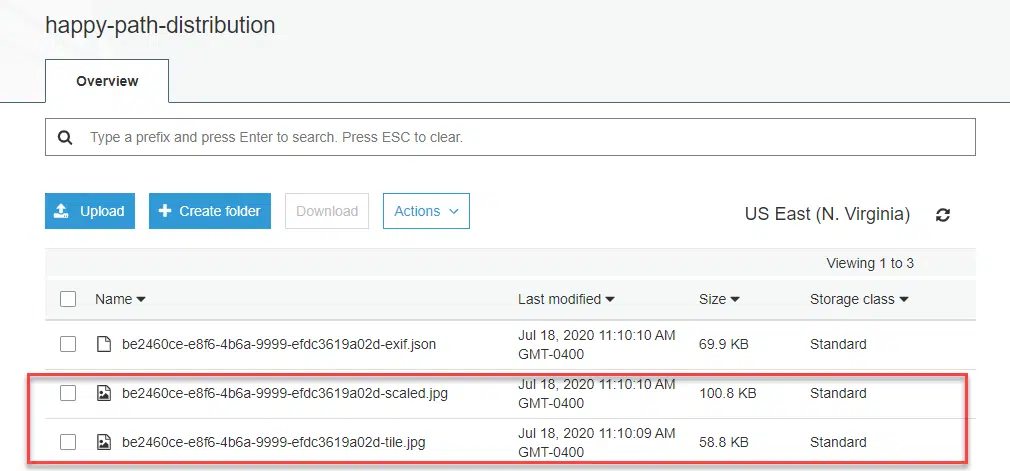 happy-path-distribution
Overview
Type a prefix and press Enter to search. Press ESC to clear.
Upload Create folder Download Actions US East (N. Virginia)
Viewing 1 to 3
Name Last modified Size Storage class
be2460ce-e8f6-4b6a-9999-efdc3619a02d-exif.json Jul 18, 2020 11:10:10 AM GMT-0400 69.9 KB Standard
be2460ce-e8f6-4b6a-9999-efdc3619a02d-scaled.jpg Jul 18, 2020 11:10:10 AM GMT-0400 100.8 KB Standard
be2460ce-e8f6-4b6a-9999-efdc3619a02d-tile.jpg Jul 18, 2020 11:10:09 AM GMT-0400 58.8 KB Standard